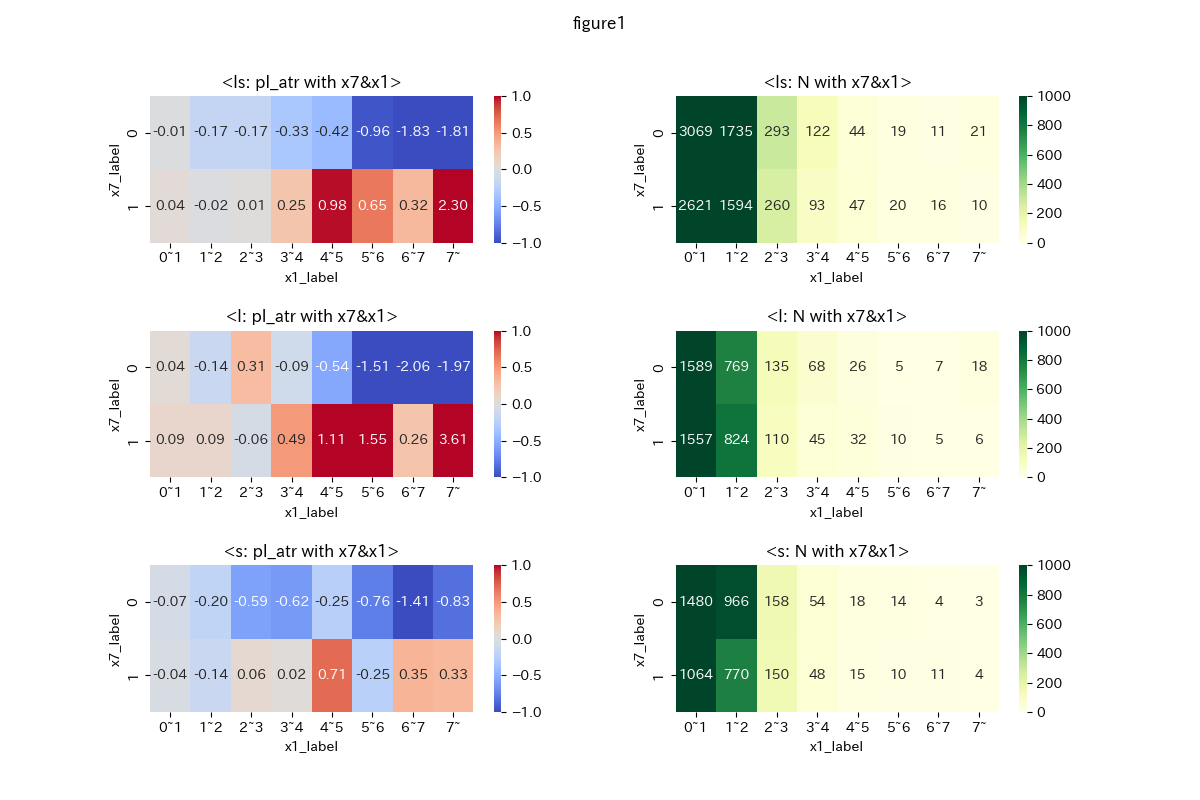 figure1
<ls: pl_atr with x7&x1>
x7_label
0 -0.01 -0.17 -0.17 -0.33 -0.42 -0.96 -1.83 -1.81
1 0.04 -0.02 0.01 0.25 0.98 0.65 0.32 2.30
0~1 1~2 2~3 3~4 4~5 5~6 6~7 7~
x1_label
1.0
0.5
0.0
−0.5
−1.0
<ls: N with x7&x1>
x7_label
0 3069 1735 293 122 44 19 11 21
1 2621 1594 260 93 47 20 16 10
0~1 1~2 2~3 3~4 4~5 5~6 6~7 7~
x1_label
1000
800
600
400
200
0
<l: pl_atr with x7&x1>
x7_label
0 0.04 -0.14 0.31 -0.09 -0.54 -1.51 -2.06 -1.97
1 0.09 0.09 -0.06 0.49 1.11 1.55 0.26 3.61
0~1 1~2 2~3 3~4 4~5 5~6 6~7 7~
x1_label
1.0
0.5
0.0
−0.5
−1.0
<l: N with x7&x1>
x7_label
0 1589 769 135 68 26 5 7 18
1 1557 824 110 45 32 10 5 6
0~1 1~2 2~3 3~4 4~5 5~6 6~7 7~
x1_label
1000
800
600
400
200
0
<s: pl_atr with x7&x1>
x7_label
0 -0.07 -0.20 -0.59 -0.62 -0.25 -0.76 -1.41 -0.83
1 -0.04 -0.14 0.06 0.02 0.71 -0.25 0.35 0.33
0~1 1~2 2~3 3~4 4~5 5~6 6~7 7~
x1_label
1.0
0.5
0.0
−0.5
−1.0
<s: N with x7&x1>
x7_label
0 1480 966 158 54 18 14 4 3
1 1064 770 150 48 15 10 11 4
0~1 1~2 2~3 3~4 4~5 5~6 6~7 7~
x1_label
1000
800
600
400
200
0